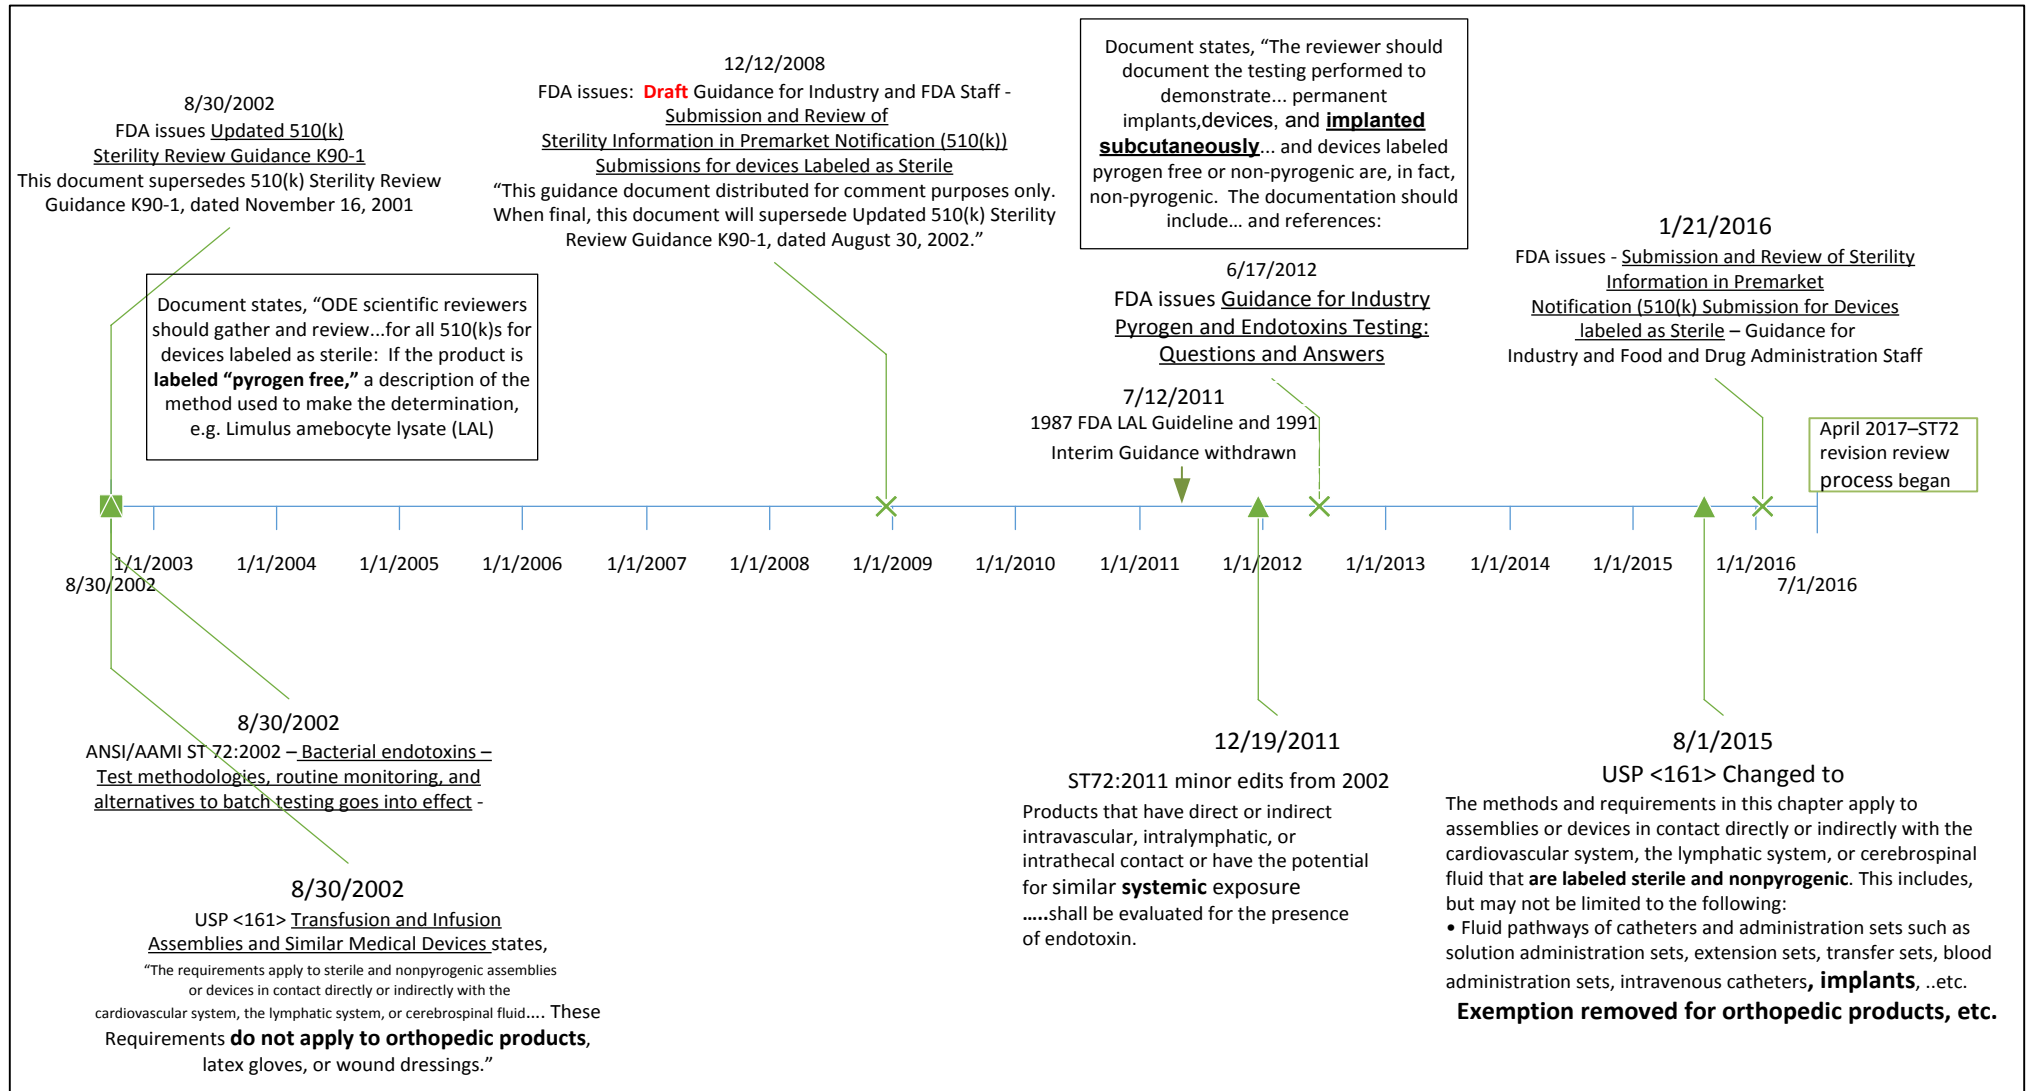 8/30/2002
FDA issues Updated 510(k)
Sterility Review Guidance K90-1
This document supersedes 510(k) Sterility Review
Guidance K90-1, dated November 16, 2001
Document states, “ODE scientific reviewers
should gather and review...for all 510(k)s for
devices labeled as sterile:  If the product is
labeled “pyrogen free,” a description of the
method used to make the determination,
e.g. Limulus amebocyte lysate (LAL)
12/12/2008
FDA issues:  Draft Guidance for Industry and FDA Staff -
Submission and Review of
Sterility Information in Premarket Notification (510(k))
Submissions for devices Labeled as Sterile
“This guidance document distributed for comment purposes only.
When final, this document will supersede Updated 510(k) Sterility
Review Guidance K90-1, dated August 30, 2002.”
Document states, “The reviewer should
document the testing performed to
demonstrate... permanent
implants,devices, and implanted
subcutaneously... and devices labeled
pyrogen free or non-pyrogenic are, in fact,
non-pyrogenic.  The documentation should
include... and references:
6/17/2012
FDA issues Guidance for Industry
Pyrogen and Endotoxins Testing:
Questions and Answers
7/12/2011
1987 FDA LAL Guideline and 1991
Interim Guidance withdrawn
1/21/2016
FDA issues - Submission and Review of Sterility
Information in Premarket
Notification (510(k) Submission for Devices
labeled as Sterile – Guidance for
Industry and Food and Drug Administration Staff
April 2017–ST72
revision review
process began
1/1/2003
1/1/2004
1/1/2005
1/1/2006
1/1/2007
1/1/2008
1/1/2009
1/1/2010
1/1/2011
1/1/2012
1/1/2013
1/1/2014
1/1/2015
1/1/2016
8/30/2002
7/1/2016
8/30/2002
ANSI/AAMI ST 72:2002 – Bacterial endotoxins –
Test methodologies, routine monitoring, and
alternatives to batch testing goes into effect -
8/30/2002
USP <161> Transfusion and Infusion
Assemblies and Similar Medical Devices states,
“The requirements apply to sterile and nonpyrogenic assemblies
or devices in contact directly or indirectly with the
cardiovascular system, the lymphatic system, or cerebrospinal fluid…. These
Requirements do not apply to orthopedic products,
latex gloves, or wound dressings.”
12/19/2011
ST72:2011 minor edits from 2002
Products that have direct or indirect
intravascular, intralymphatic, or
intrathecal contact or have the potential
for similar systemic exposure
…..shall be evaluated for the presence
of endotoxin.
8/1/2015
USP <161> Changed to
The methods and requirements in this chapter apply to
assemblies or devices in contact directly or indirectly with the
cardiovascular system, the lymphatic system, or cerebrospinal
fluid that are labeled sterile and nonpyrogenic. This includes,
but may not be limited to the following:
• Fluid pathways of catheters and administration sets such as
solution administration sets, extension sets, transfer sets, blood
administration sets, intravenous catheters, implants, ..etc.
Exemption removed for orthopedic products, etc.